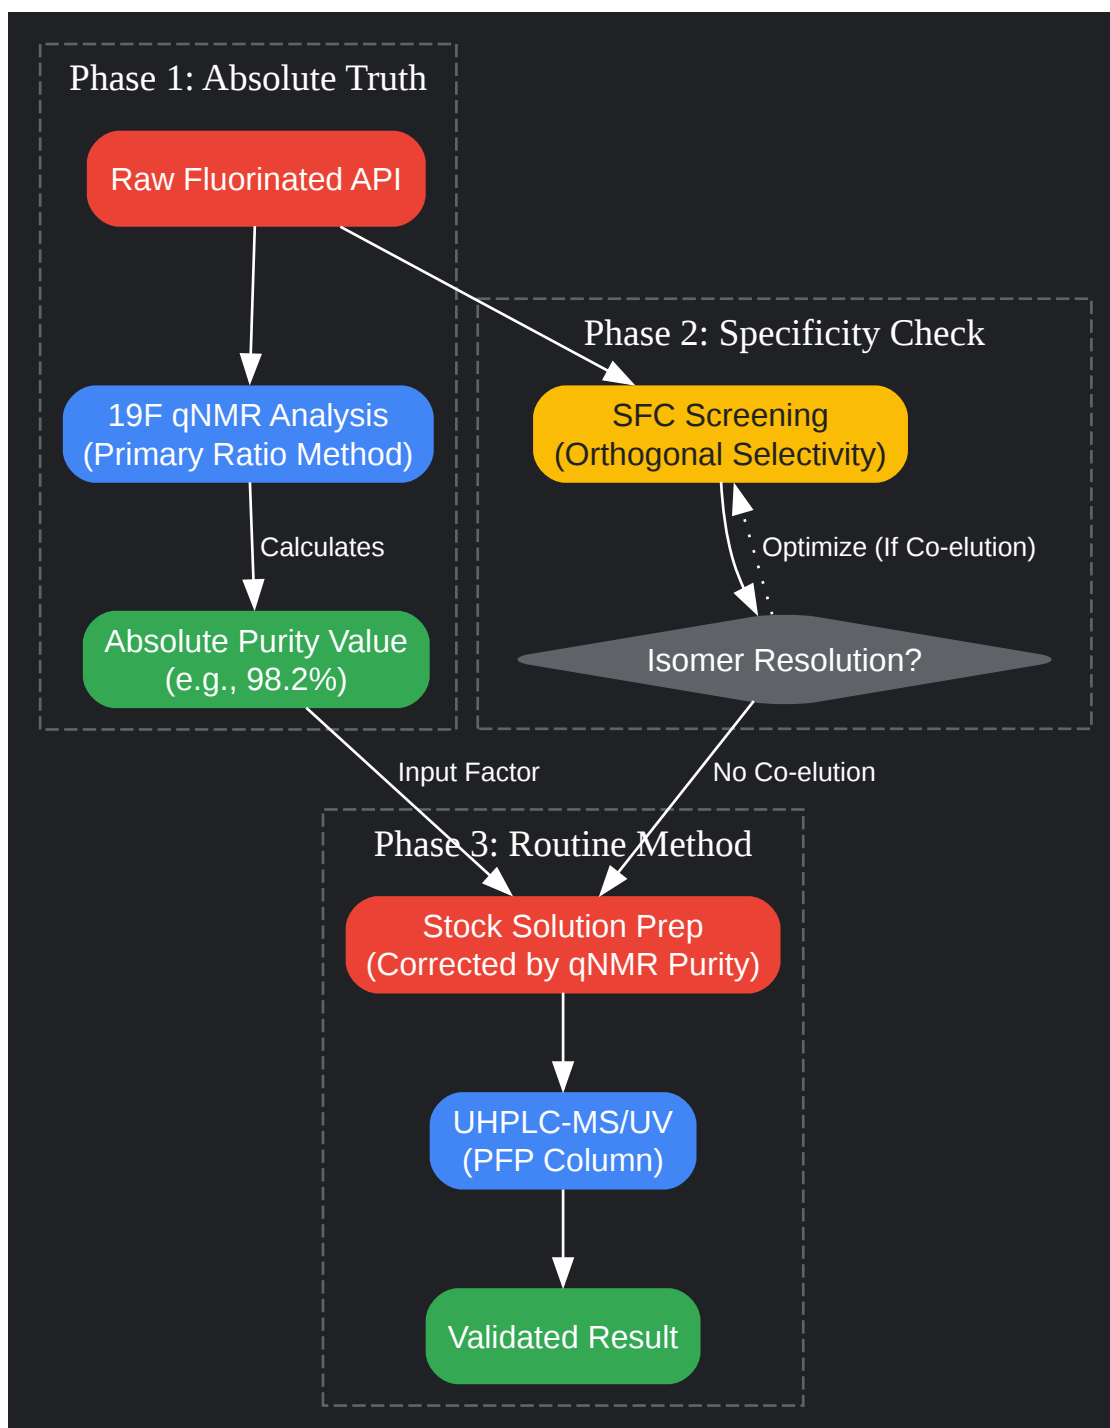 Phase 1: Absolute Truth
Raw Fluorinated API
Phase 2: Specificity Check
19F qNMR Analysis
(Primary Ratio Method)
SFC Screening
(Orthogonal Selectivity)
Calculates
Optimize (If Co-elution)
Absolute Purity Value
(e.g., 98.2%)
Isomer Resolution?
Input Factor
No Co-elution
Phase 3: Routine Method
Stock Solution Prep
(Corrected by qNMR Purity)
UHPLC-MS/UV
(PFP Column)
Validated Result